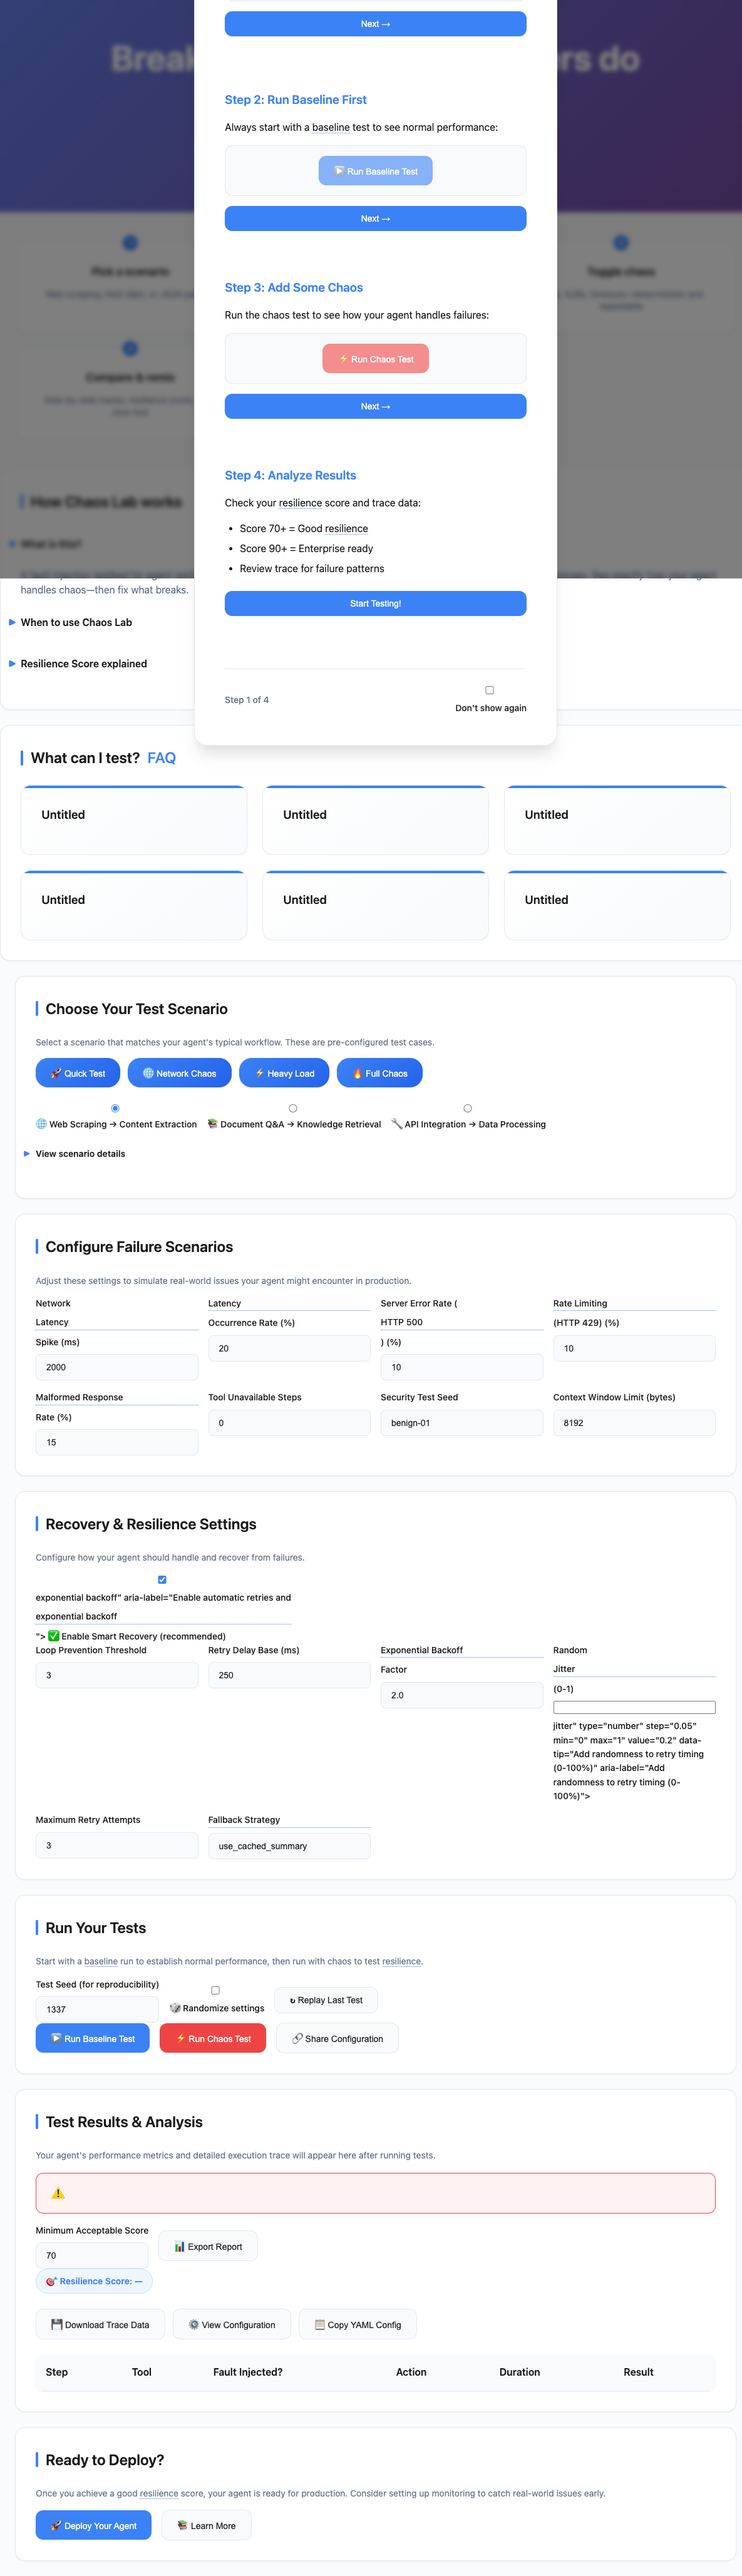 Break
ers do
Next →
Step 2: Run Baseline First
Always start with a baseline test to see normal performance:
▶️ Run Baseline Test
Next →
Pick a scenario
Toggle chaos
Step 3: Add Some Chaos
Run the chaos test to see how your agent handles failures:
⚡ Run Chaos Test
Compare & remix
Next →
Step 4: Analyze Results
How Chaos Lab works
Check your resilience score and trace data:
• Score 70+ = Good resilience
What is this?
• Score 90+ = Enterprise ready
• Review trace for failure patterns
handles chaos—then fix what breaks.
Start Testing!
When to use Chaos Lab
Resilience Score explained
Step 1 of 4
Don't show again
What can I test? FAQ
Untitled
Untitled
Untitled
Untitled
Untitled
Untitled
Choose Your Test Scenario
Select a scenario that matches your agent's typical workflow. These are pre-configured test cases.
🚀 Quick Test
🌐 Network Chaos
⚡ Heavy Load
🔥 Full Chaos
🌐 Web Scraping → Content Extraction
📚 Document Q&A → Knowledge Retrieval
🔧 API Integration → Data Processing
View scenario details
Configure Failure Scenarios
Adjust these settings to simulate real-world issues your agent might encounter in production.
Network
Latency
Spike (ms)
2000
Latency
Occurrence Rate (%)
20
Server Error Rate (
HTTP 500
) (%)
10
Rate Limiting
(HTTP 429) (%)
10
Malformed Response
Rate (%)
15
Tool Unavailable Steps
0
Security Test Seed
benign-01
Context Window Limit (bytes)
8192
Recovery & Resilience Settings
Configure how your agent should handle and recover from failures.
exponential backoff" aria-label="Enable automatic retries and
exponential backoff
"> ✅ Enable Smart Recovery (recommended)
Loop Prevention Threshold
3
Retry Delay Base (ms)
250
Exponential Backoff
Factor
2.0
Random
Jitter
(0-1)
jitter" type="number" step="0.05"
min="0" max="1" value="0.2" data-
tip="Add randomness to retry timing
(0-100%)" aria-label="Add
randomness to retry timing (0-
100%)">
Maximum Retry Attempts
3
Fallback Strategy
use_cached_summary
Run Your Tests
Start with a baseline run to establish normal performance, then run with chaos to test resilience.
Test Seed (for reproducibility)
1337
🎲 Randomize settings
↻ Replay Last Test
▶️ Run Baseline Test
⚡ Run Chaos Test
🔗 Share Configuration
Test Results & Analysis
Your agent's performance metrics and detailed execution trace will appear here after running tests.
⚠️
Minimum Acceptable Score
70
📊 Export Report
🎯 Resilience Score: —
💾 Download Trace Data
⚙️ View Configuration
📋 Copy YAML Config
Step Tool Fault Injected? Action Duration Result
Ready to Deploy?
Once you achieve a good resilience score, your agent is ready for production. Consider setting up monitoring to catch real-world issues early.
🚀 Deploy Your Agent
📚 Learn More